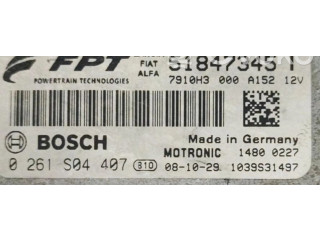 FPT FIAT 51847345
POWERTRAIN TECHNOLOGIES ALFA 7910H3 000 A152 12V
BOSCH Made in Germany
MOTRONIC 1480 0227
0 261 S04 407 S10 08-10-29 1039S31497